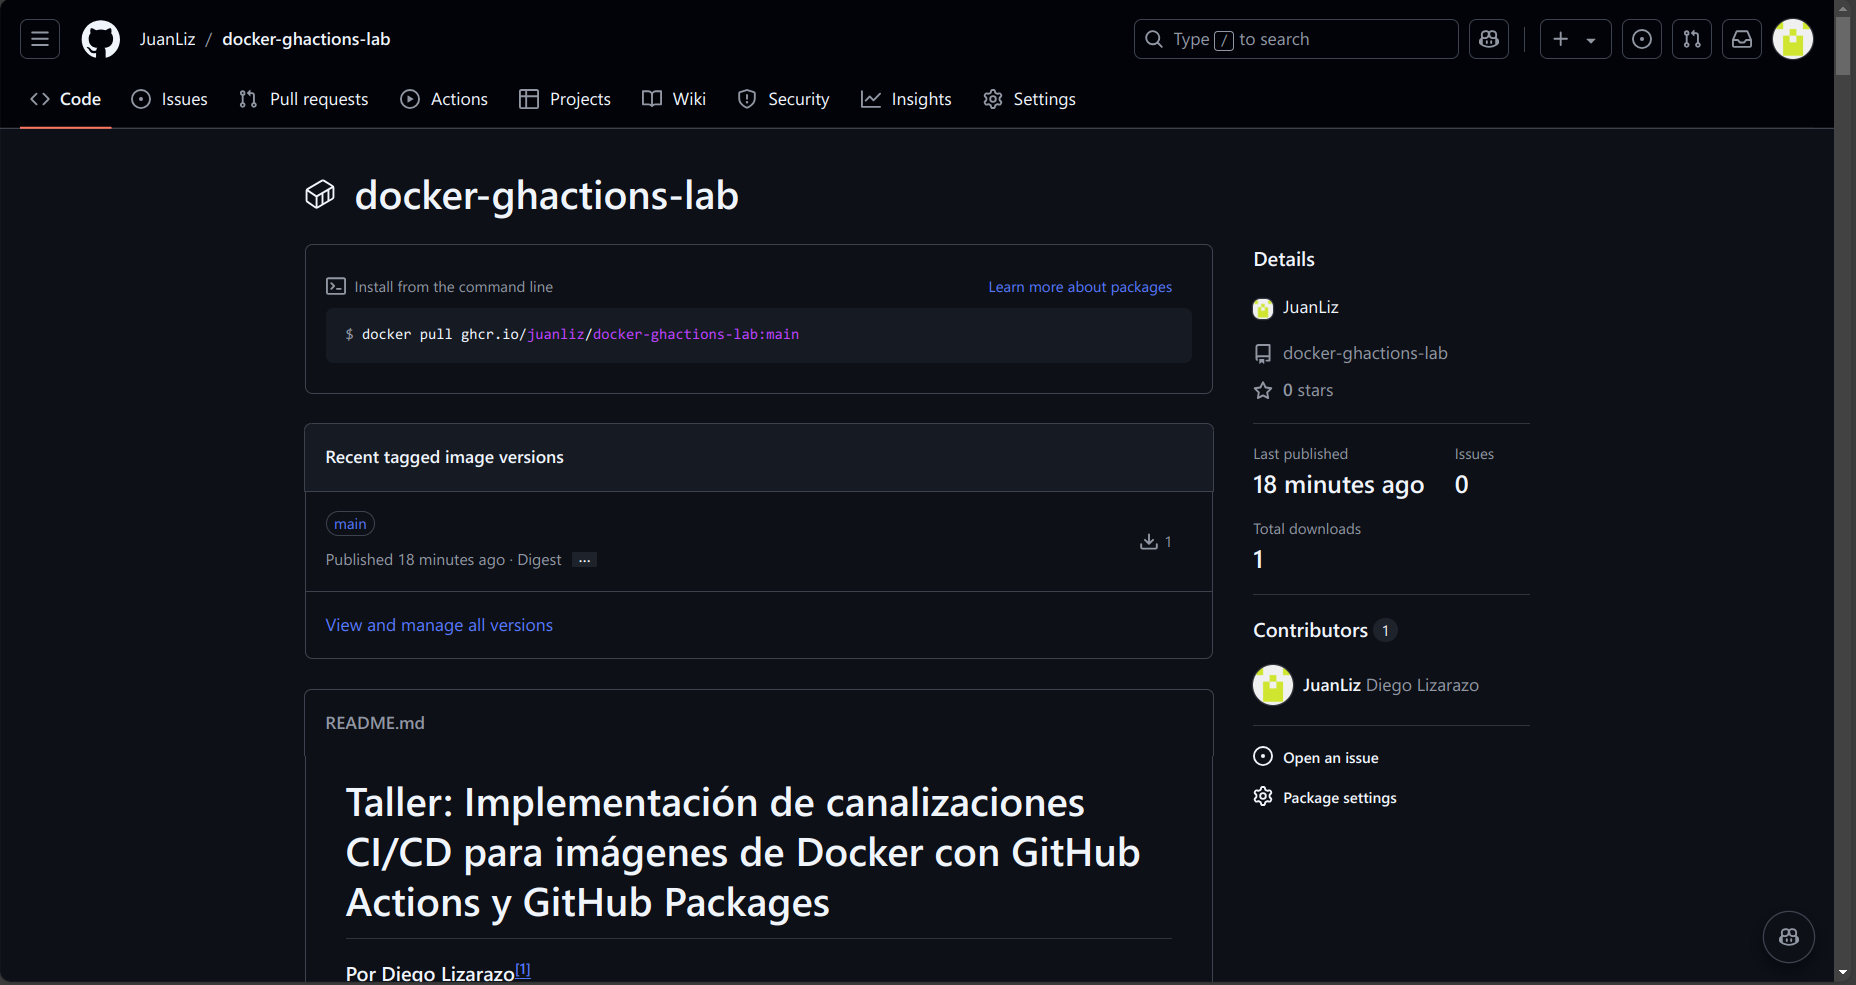 JuanLiz / docker-ghactions-lab
Type / to search
Code Issues Pull requests Actions Projects Wiki Security Insights Settings
docker-ghactions-lab
Install from the command line
Learn more about packages
$ docker pull ghcr.io/juanliz/docker-ghactions-lab:main
Recent tagged image versions
main
Published 18 minutes ago · Digest ...
1
View and manage all versions
README.md
Taller: Implementación de canalizaciones
CI/CD para imágenes de Docker con GitHub
Actions y GitHub Packages
Por Diego Lizarazo[1]
Details
JuanLiz
docker-ghactions-lab
0 stars
Last published
18 minutes ago
Issues
0
Total downloads
1
Contributors 1
JuanLiz Diego Lizarazo
Open an issue
Package settings